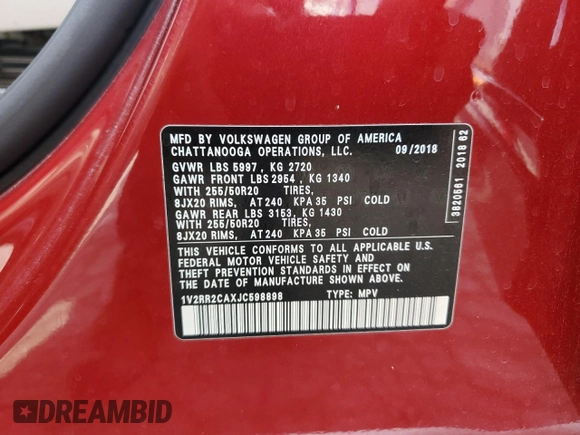 MFD BY VOLKSWAGEN GROUP OF AMERICA
CHATTANOOGA OPERATIONS, LLC. 09/2018
GVWR LBS 5997 , KG 2720
GAWR FRONT LBS 2954 , KG 1340
WITH 255/50R20 TIRES,
8JX20 RIMS, AT 240 KPA 35 PSI COLD
GAWR REAR LBS 3153, KG 1430
WITH 255/50R20 TIRES,
8JX20 RIMS, AT 240 KPA 35 PSI COLD
THIS VEHICLE CONFORMS TO ALL APPLICABLE U.S.
FEDERAL MOTOR VEHICLE SAFETY AND
THEFT PREVENTION STANDARDS IN EFFECT ON
THE DATE OF MANUFACTURE SHOWN ABOVE.
1V2RR2CAXJC598898 TYPE: MPV
3820561 2018 62
DREAMBID